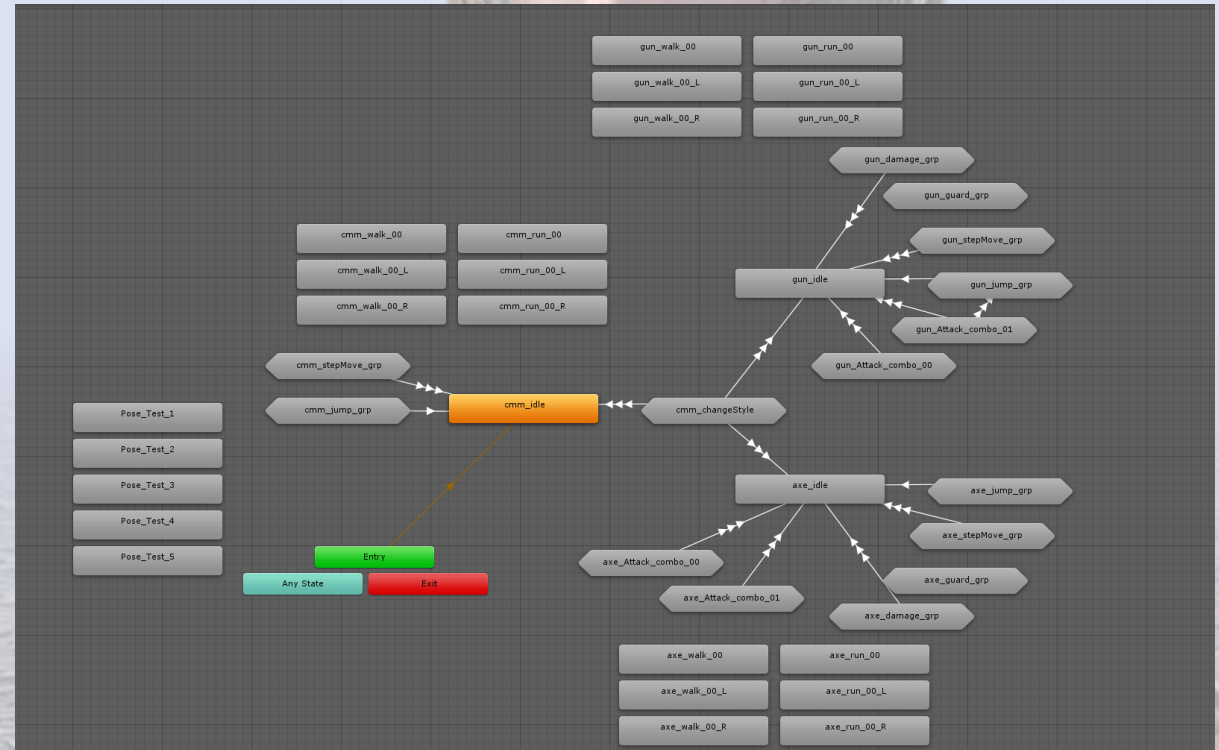 gun_walk_00
gun_run_00
gun_walk_00_L
gun_run_00_L
gun_walk_00_R
gun_run_00_R
gun_damage_grp
gun_guard_grp
gun_stepMove_grp
gun_idle
gun_jump_grp
gun_Attack_combo_01
gun_Attack_combo_00
cmm_walk_00
cmm_run_00
cmm_walk_00_L
cmm_run_00_L
cmm_walk_00_R
cmm_run_00_R
cmm_stepMove_grp
cmm_jump_grp
cmm_idle
cmm_changeStyle
Pose_Test_1
Pose_Test_2
Pose_Test_3
Pose_Test_4
Pose_Test_5
Entry
Any State
Exit
axe_idle
axe_jump_grp
axe_stepMove_grp
axe_Attack_combo_00
axe_guard_grp
axe_Attack_combo_01
axe_damage_grp
axe_walk_00
axe_run_00
axe_walk_00_L
axe_run_00_L
axe_walk_00_R
axe_run_00_R